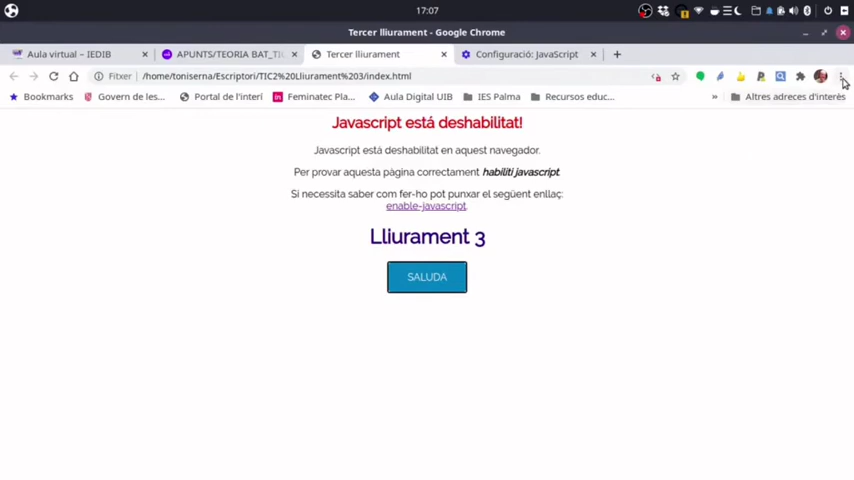 17:07
Tercer lliurament - Google Chrome
Aula virtual – IEDIB
APUNTS/TEORIA BAT_TI
Tercer lliurament
Configuració: JavaScript
Fitxer
/home/toniserna/Escriptori/TIC2%20Lliurament%203/index.html
Bookmarks
Govern de les...
Portal de l'interí
Feminatec Pla...
Aula Digital UIB
IES Palma
Recursos educ...
»
Altres adreces d'interès
Javascript está deshabilitat!
Javascript está deshabilitat en aquest navegador.
Per provar aquesta pàgina correctament habiliti javascript.
Si necessita saber com fer-ho pot punxar el següent enllaç:
enable-javascript.
Lliurament 3
SALUDA